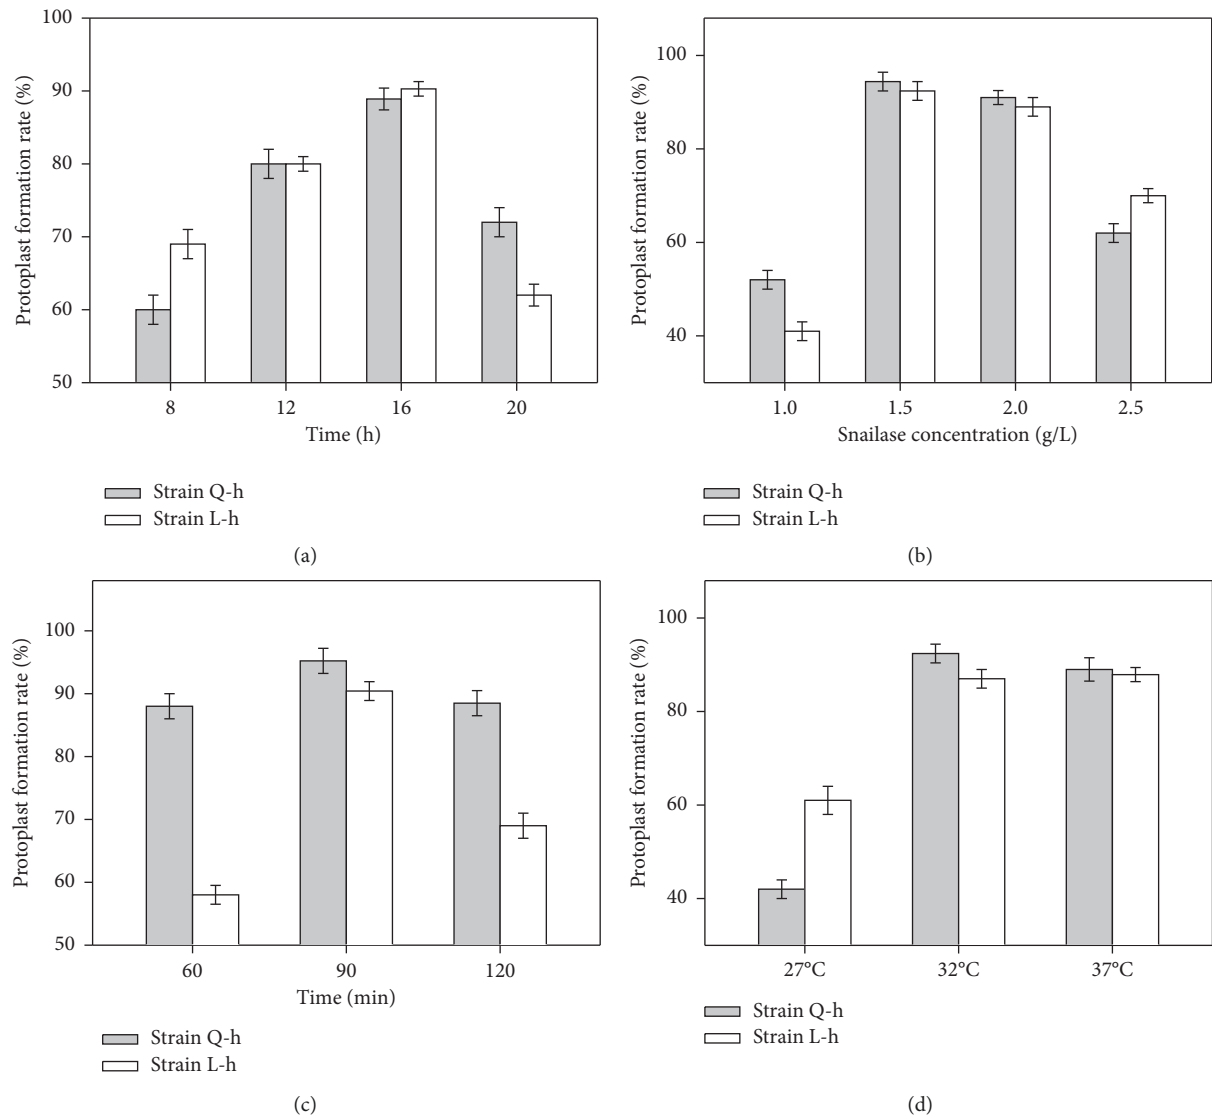 Protoplast formation rate (%)
100
90
80
70
60
50
8 12 16 20
Time (h)
Strain Q-h
Strain L-h
(a)
Protoplast formation rate (%)
100
80
60
40
1.0 1.5 2.0 2.5
Snailase concentration (g/L)
Strain Q-h
Strain L-h
(b)
Protoplast formation rate (%)
100
90
80
70
60
50
60 90 120
Time (min)
Strain Q-h
Strain L-h
(c)
Protoplast formation rate (%)
100
80
60
40
27°C 32°C 37°C
Strain Q-h
Strain L-h
(d)